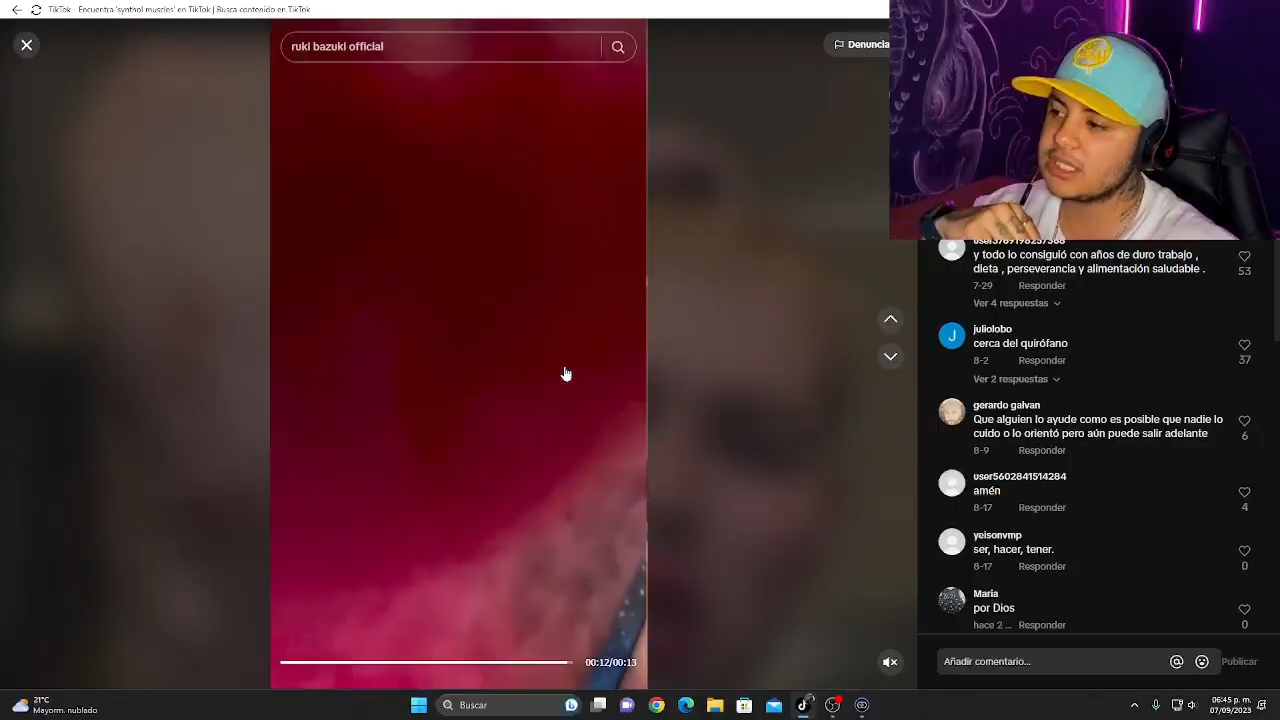 TikTok - Encuentra 'synthol muscles' en TikTok | Busca contenido en TikTok
ruki bazuki official
Denuncia
user3769198257368
y todo lo consiguió con años de duro trabajo ,
dieta , perseverancia y alimentación saludable .
53
7-29 Responder
Ver 4 respuestas
J
juliolobo
cerca del quirófano
37
8-2 Responder
Ver 2 respuestas
gerardo galvan
Que alguien lo ayude como es posible que nadie lo
cuido o lo orientó pero aún puede salir adelante
6
8-9 Responder
user5602841514284
amén
4
8-17 Responder
yeisonvmp
ser, hacer, tener.
0
8-17 Responder
Maria
por Dios
0
hace 2 ... Responder
00:12/00:13
Añadir comentario...
Publicar
21°C
Mayorm. nublado
Buscar
06:45 p. m.
07/09/2023